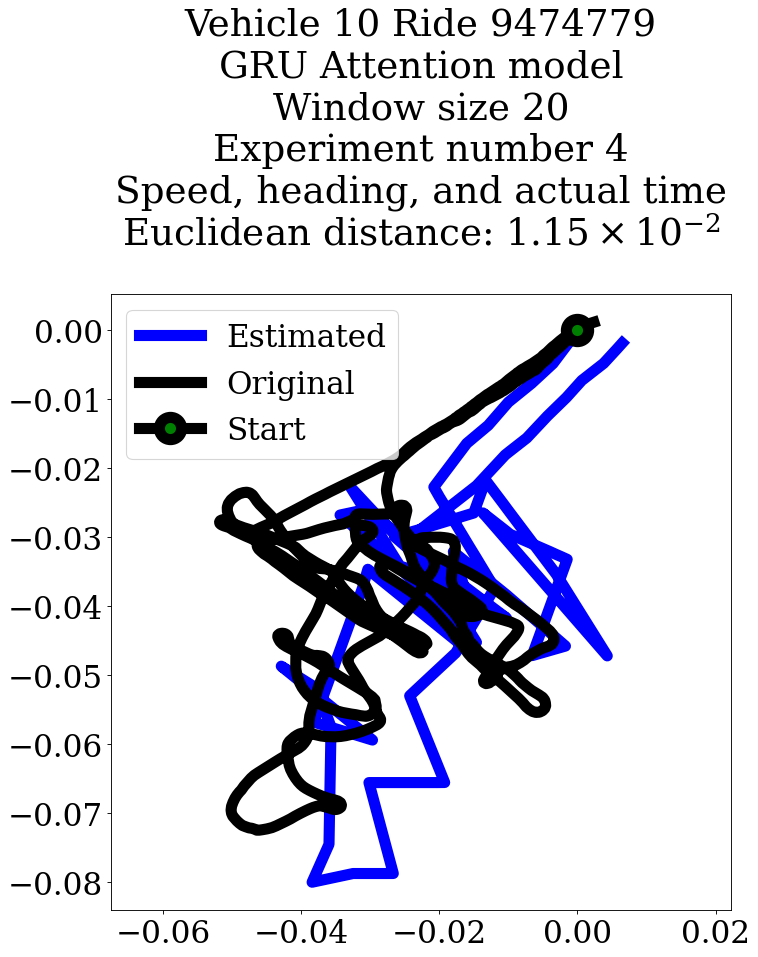 Vehicle 10 Ride 9474779
GRU Attention model
Window size 20
Experiment number 4
Speed, heading, and actual time
Euclidean distance: 1.15 × 10⁻²
Estimated
Original
Start
0.00
−0.01
−0.02
−0.03
−0.04
−0.05
−0.06
−0.07
−0.08
−0.06
−0.04
−0.02
0.00
0.02